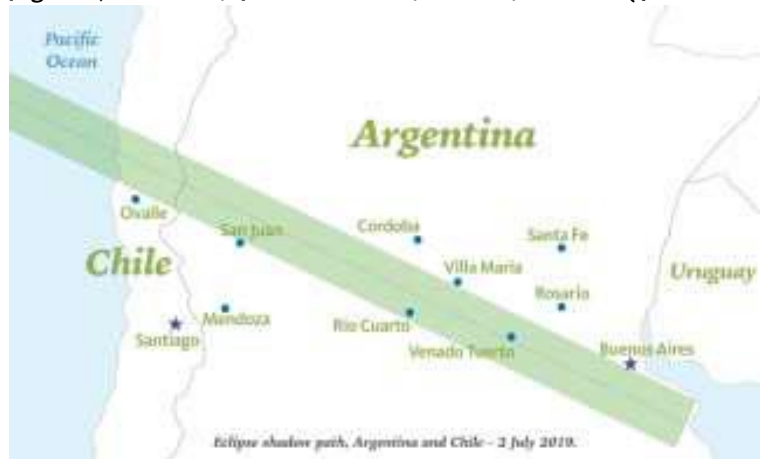 Pacific
Ocean
Argentina
Ovalle
San Juan
Cordoba
Santa Fe
Chile
Villa Maria
Uruguay
Rosario
Mendoza
Rio Cuarto
Santiago
Venado Tuerto
Buenos Aires
Eclipse shadow path, Argentina and Chile - 2 July 2019.